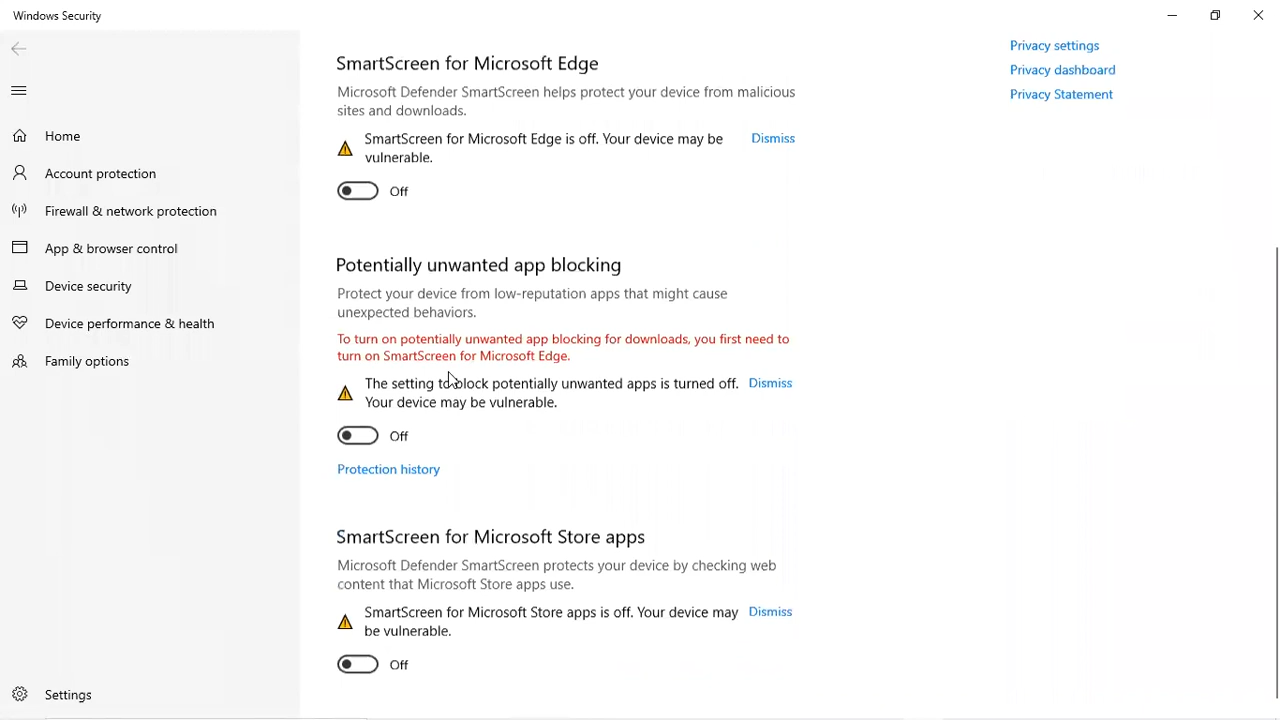 Windows Security
Home
Account protection
Firewall & network protection
App & browser control
Device security
Device performance & health
Family options
Settings
SmartScreen for Microsoft Edge
Microsoft Defender SmartScreen helps protect your device from malicious
sites and downloads.
SmartScreen for Microsoft Edge is off. Your device may be
vulnerable.
Dismiss
Off
Potentially unwanted app blocking
Protect your device from low-reputation apps that might cause
unexpected behaviors.
To turn on potentially unwanted app blocking for downloads, you first need to
turn on SmartScreen for Microsoft Edge.
The setting to block potentially unwanted apps is turned off.
Your device may be vulnerable.
Dismiss
Off
Protection history
SmartScreen for Microsoft Store apps
Microsoft Defender SmartScreen protects your device by checking web
content that Microsoft Store apps use.
SmartScreen for Microsoft Store apps is off. Your device may
be vulnerable.
Dismiss
Off
Privacy settings
Privacy dashboard
Privacy Statement